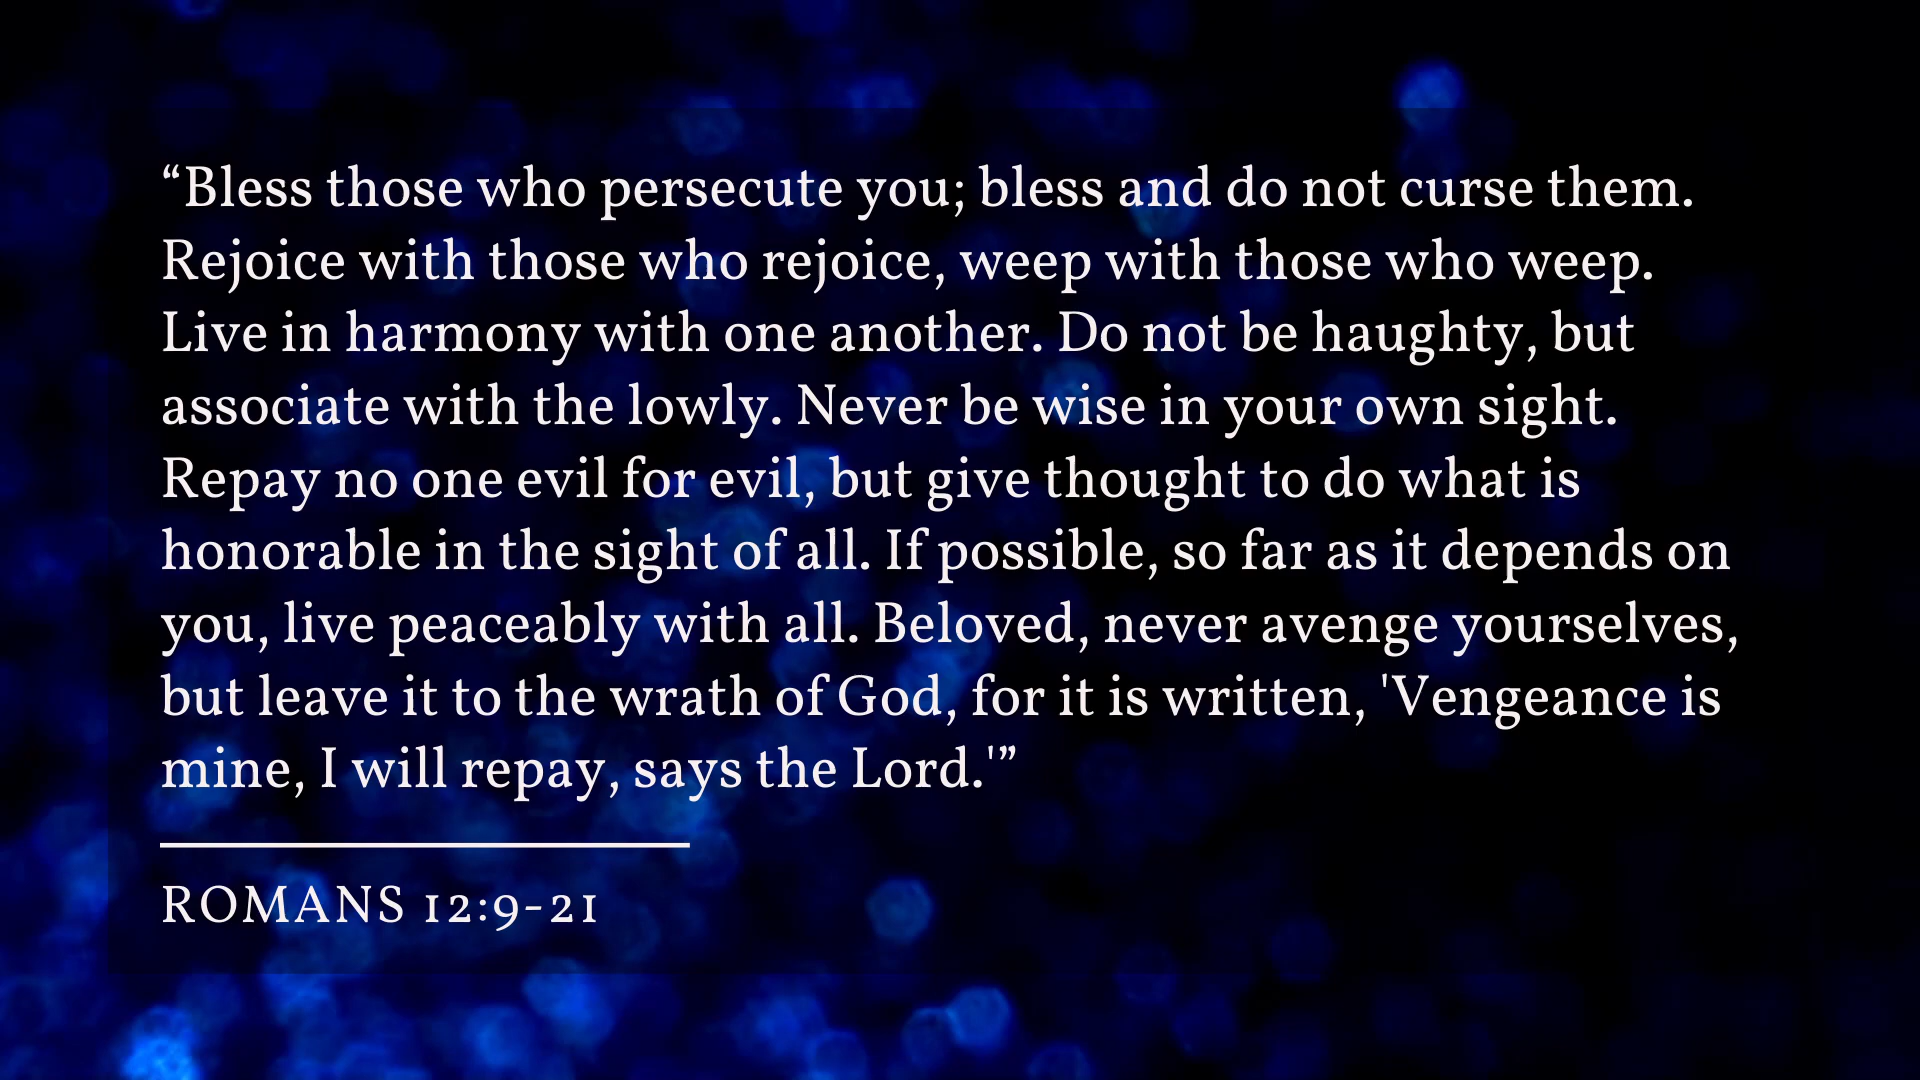 “Bless those who persecute you; bless and do not curse them.
Rejoice with those who rejoice, weep with those who weep.
Live in harmony with one another. Do not be haughty, but
associate with the lowly. Never be wise in your own sight.
Repay no one evil for evil, but give thought to do what is
honorable in the sight of all. If possible, so far as it depends on
you, live peaceably with all. Beloved, never avenge yourselves,
but leave it to the wrath of God, for it is written, 'Vengeance is
mine, I will repay, says the Lord.'”
ROMANS 12:9-21